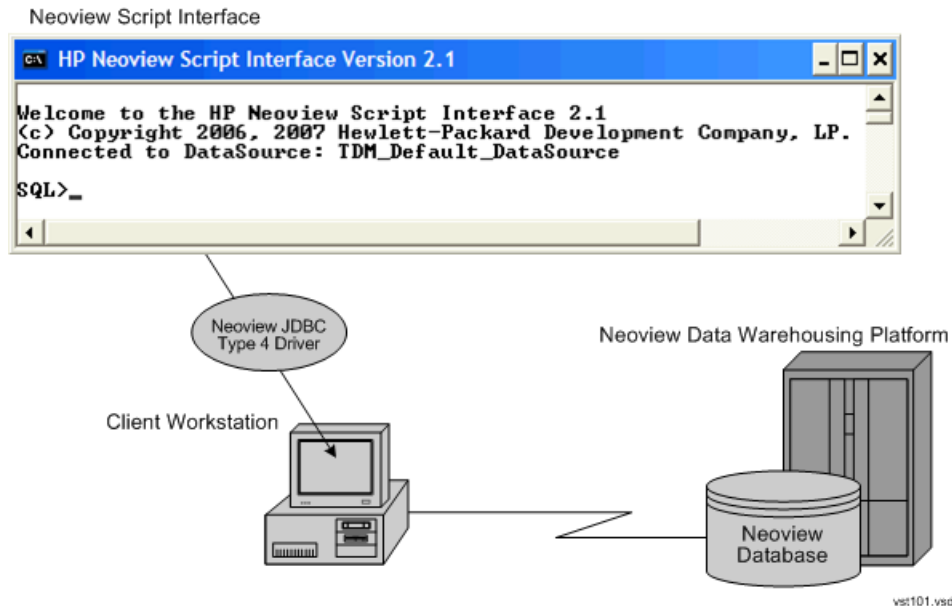 Neoview Script Interface
HP Neoview Script Interface Version 2.1
Welcome to the HP Neoview Script Interface 2.1
(c) Copyright 2006, 2007 Hewlett-Packard Development Company, LP.
Connected to DataSource: TDM_Default_DataSource
SQL>_
Neoview JDBC
Type 4 Driver
Neoview Data Warehousing Platform
Client Workstation
Neoview
Database
vst101.vsd